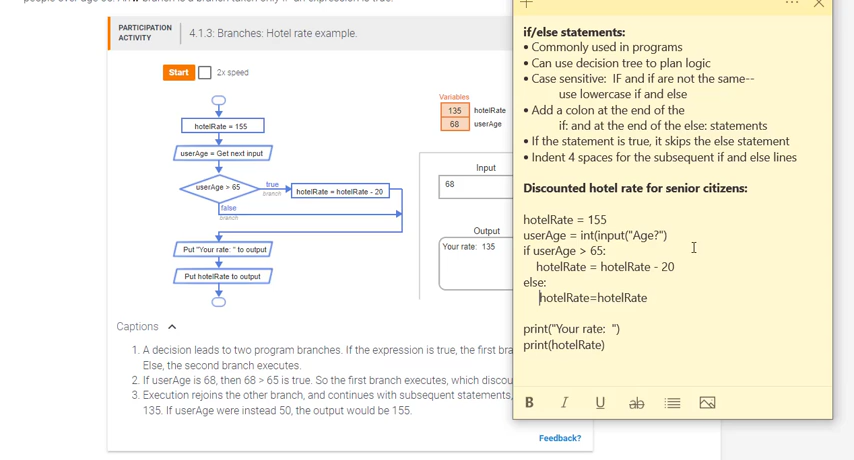 PARTICIPATION
ACTIVITY
4.1.3: Branches: Hotel rate example.
Start
2x speed
hotelRate = 155
userAge = Get next input
userAge > 65
true
branch
hotelRate = hotelRate - 20
false
branch
Put "Your rate: " to output
Put hotelRate to output
Variables
135 hotelRate
68 userAge
Input
68
Output
Your rate: 135
Captions
1. A decision leads to two program branches. If the expression is true, the first bra
Else, the second branch executes.
2. If userAge is 68, then 68 > 65 is true. So the first branch executes, which discou
3. Execution rejoins the other branch, and continues with subsequent statements,
135. If userAge were instead 50, the output would be 155.
Feedback?
if/else statements:
• Commonly used in programs
• Can use decision tree to plan logic
• Case sensitive: IF and if are not the same--
use lowercase if and else
• Add a colon at the end of the
if: and at the end of the else: statements
• If the statement is true, it skips the else statement
• Indent 4 spaces for the subsequent if and else lines
Discounted hotel rate for senior citizens:
hotelRate = 155
userAge = int(input("Age?")
if userAge > 65:
hotelRate = hotelRate - 20
else:
hotelRate=hotelRate
print("Your rate: ")
print(hotelRate)
B I U ab